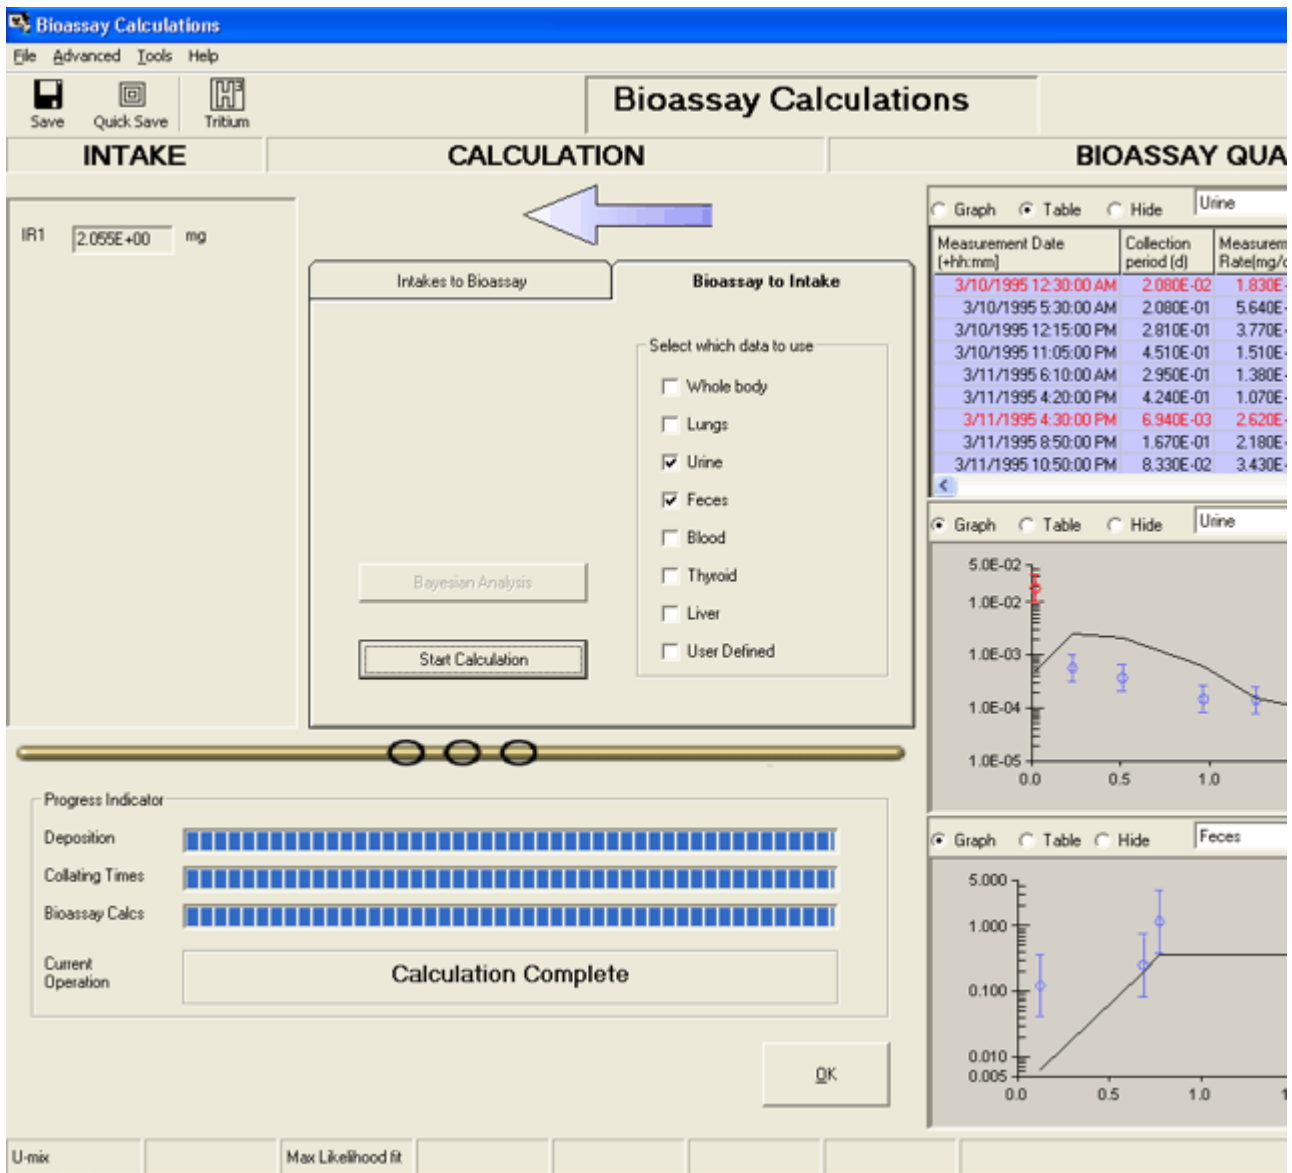 Bioassay Calculations
File Advanced Tools Help
Save Quick Save Tritium
Bioassay Calculations
INTAKE CALCULATION BIOASSAY QUA
IR1 2.055E+00 mg
Intakes to Bioassay Bioassay to Intake
Select which data to use
Whole body
Lungs
Urine
Feces
Blood
Thyroid
Liver
User Defined
Bayesian Analysis
Start Calculation
Graph Table Hide Urine
Measurement Date Collection Measurem
(+hh:mm) period (d) Rate(mg/d
3/10/1995 12:30:00 AM 2.080E-02 1.830E-
3/10/1995 5:30:00 AM 2.080E-01 5.640E-
3/10/1995 12:15:00 PM 2.810E-01 3.770E-
3/10/1995 11:05:00 PM 4.510E-01 1.510E-
3/11/1995 6:10:00 AM 2.950E-01 1.380E-
3/11/1995 4:20:00 PM 4.240E-01 1.070E-
3/11/1995 4:30:00 PM 6.940E-03 2.620E-
3/11/1995 8:50:00 PM 1.670E-01 2.180E-
3/11/1995 10:50:00 PM 8.330E-02 3.430E-
Graph Table Hide Urine
5.0E-02
1.0E-02
1.0E-03
1.0E-04
1.0E-05
0.0 0.5 1.0
Progress Indicator
Deposition
Collating Times
Bioassay Calcs
Current
Operation
Calculation Complete
OK
Graph Table Hide Feces
5.000
1.000
0.100
0.010
0.005
0.0 0.5 1.0 1
U-mix Max Likelihood fit